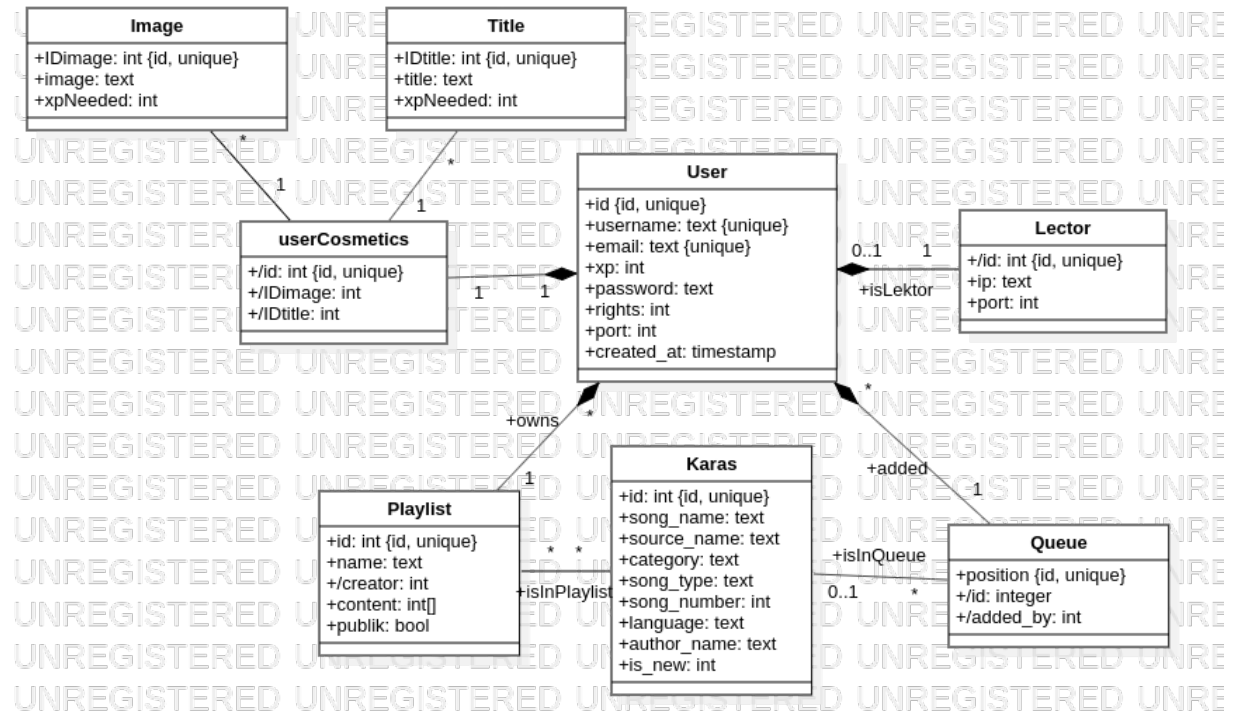 Image
+IDimage: int {id, unique}
+image: text
+xpNeeded: int
Title
+IDtitle: int {id, unique}
+title: text
+xpNeeded: int
*
1
*
1
userCosmetics
+/id: int {id, unique}
+/IDimage: int
+/IDtitle: int
1
1
User
+id {id, unique}
+username: text {unique}
+email: text {unique}
+xp: int
+password: text
+rights: int
+port: int
+created_at: timestamp
0..1
1
+isLektor
Lector
+/id: int {id, unique}
+ip: text
+port: int
+owns
*
1
*
+added
1
Playlist
+id: int {id, unique}
+name: text
+/creator: int
+content: int[]
+publik: bool
*
*
+isInPlaylist
Karas
+id: int {id, unique}
+song_name: text
+source_name: text
+category: text
+song_type: text
+song_number: int
+language: text
+author_name: text
+is_new: int
+isInQueue
0..1
*
Queue
+position {id, unique}
+/id: integer
+/added_by: int
UNREGISTERED